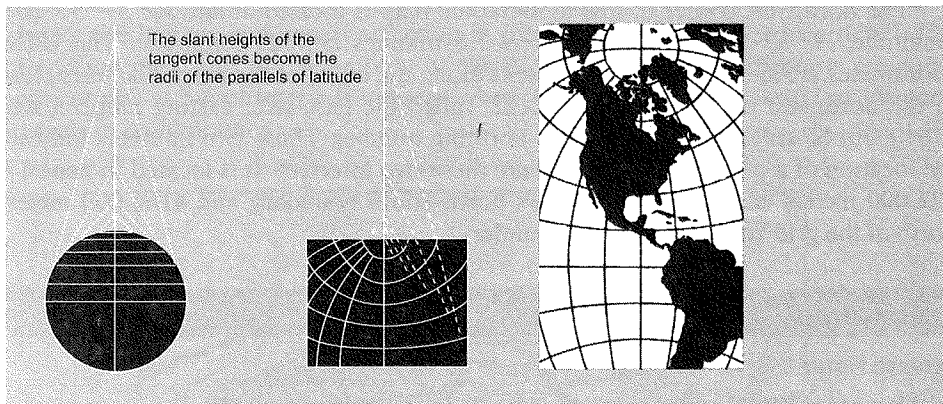 The slant heights of the
tangent cones become the
radii of the parallels of latitude